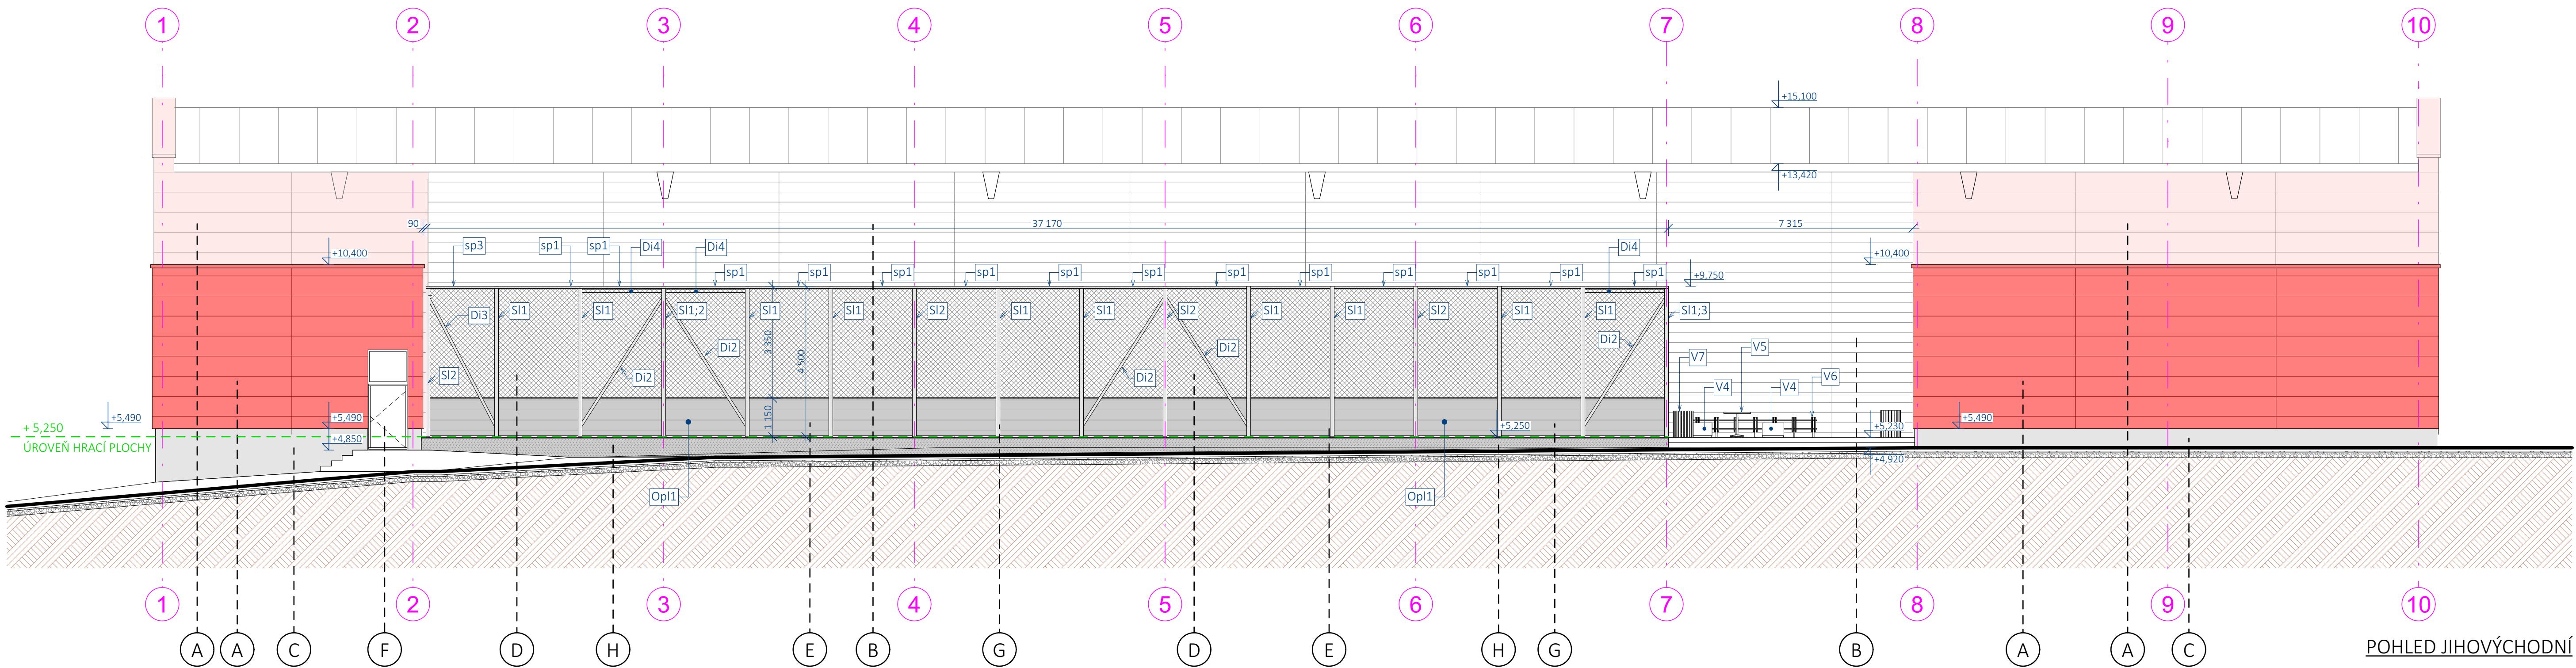 1 2 3 4 5 6 7 8 9 10
+15,100
+13,420
90 37 170 7 315
+10,400 sp3 sp1 sp1 Di4 Di4 Di4 +10,400
sp1 sp1 sp1 sp1 sp1 sp1 sp1 sp1 sp1 sp1 sp1 sp1 +9,750
Di3 Sl1 Sl1 Sl1;2 Sl1 Sl1 Sl2 Sl1 Sl1 Sl2 Sl1 Sl1 Sl2 Sl1 Sl1 Sl1;3
3 350
4 500
1 150
Di2 Di2 Di2 V5
Sl2 Di2 Di2 V7 V4 V4 V6
+5,490 +5,490 +5,490
+ 5,250 +4,850 +5,250 +5,230
ÚROVEŇ HRACÍ PLOCHY
+4,920
Opl1 Opl1
1 2 3 4 5 6 7 8 9 10
A A C F D H E B G D E H G B A A C
POHLED JIHOVÝCHODNÍ